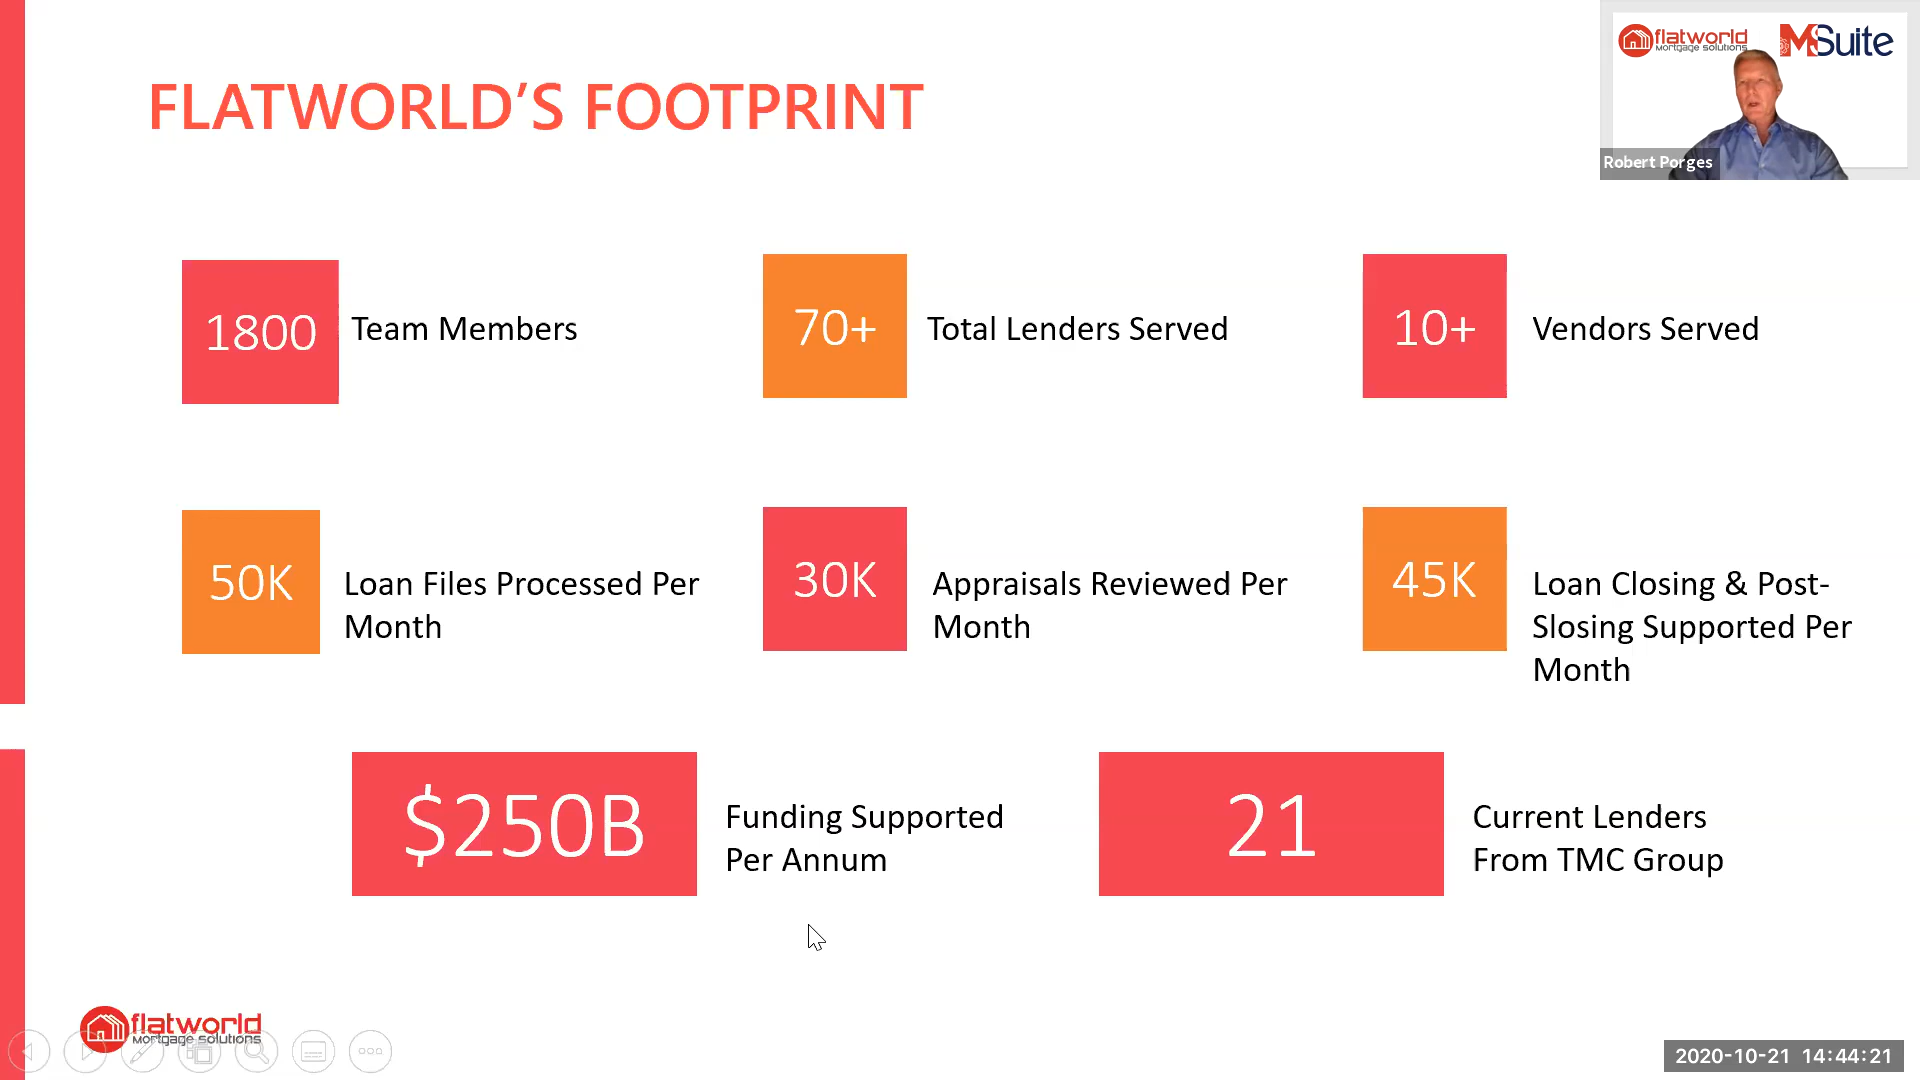 FLATWORLD’S FOOTPRINT
flatworld
Mortgage Solutions
MSuite
Robert Porges
1800
Team Members
70+
Total Lenders Served
10+
Vendors Served
50K
Loan Files Processed Per
Month
30K
Appraisals Reviewed Per
Month
45K
Loan Closing & Post-
Slosing Supported Per
Month
$250B
Funding Supported
Per Annum
21
Current Lenders
From TMC Group
flatworld
Mortgage Solutions
2020-10-21 14:44:21